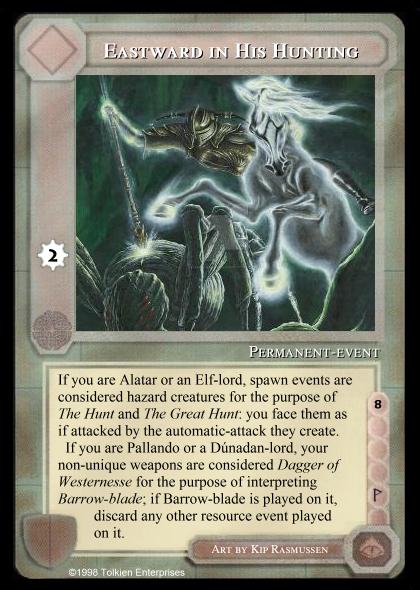 Eastward in His Hunting
2
Permanent-event
If you are Alatar or an Elf-lord, spawn events are
considered hazard creatures for the purpose of
The Hunt and The Great Hunt: you face them as
if attacked by the automatic-attack they create.
If you are Pallando or a Dúnadan-lord, your
non-unique weapons are considered Dagger of
Westernesse for the purpose of interpreting
Barrow-blade; if Barrow-blade is played on it,
discard any other resource event played
on it.
8
ᚹ
Art by Kip Rasmussen
©1998 Tolkien Enterprises